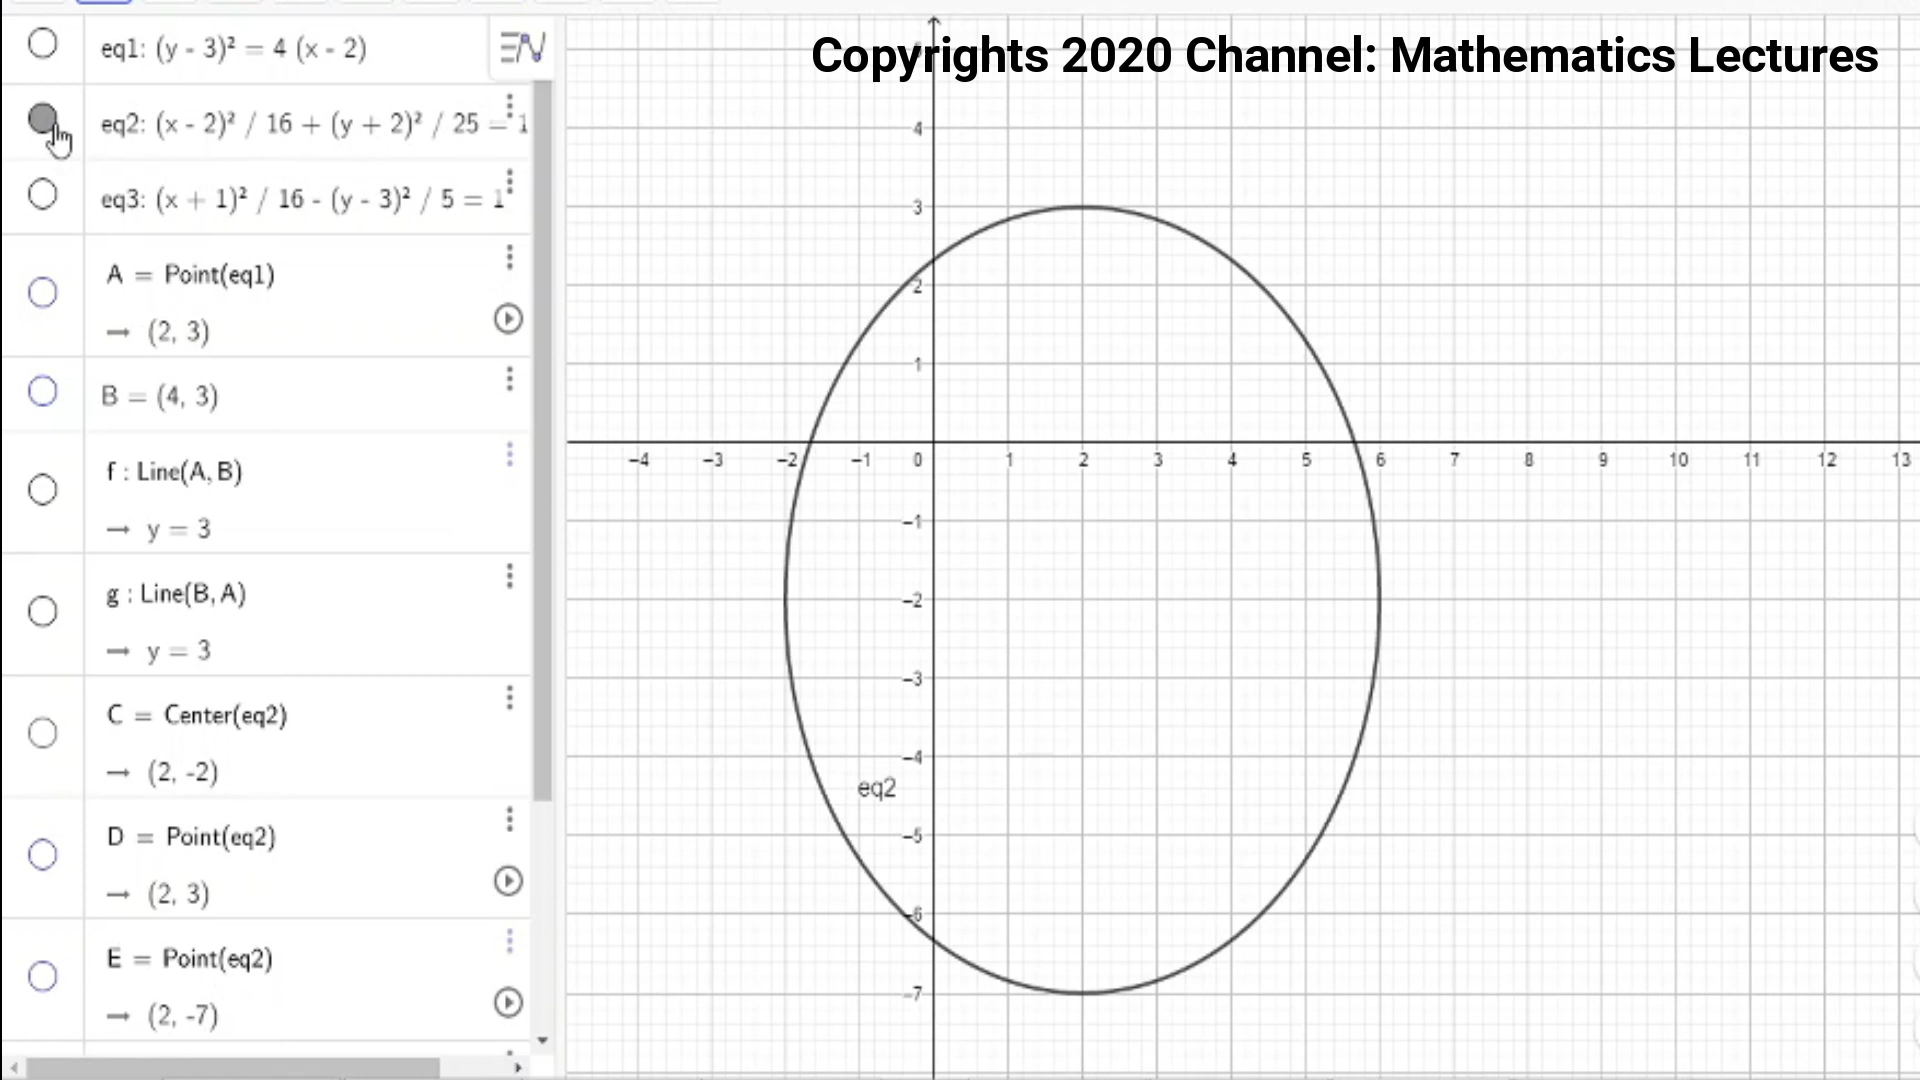 Copyrights 2020 Channel: Mathematics Lectures
eq1: (y - 3)² = 4 (x - 2)
eq2: (x - 2)² / 16 + (y + 2)² / 25 = 1
eq3: (x + 1)² / 16 - (y - 3)² / 5 = 1
A = Point(eq1)
→ (2, 3)
B = (4, 3)
f : Line(A, B)
→ y = 3
g : Line(B, A)
→ y = 3
C = Center(eq2)
→ (2, -2)
D = Point(eq2)
→ (2, 3)
E = Point(eq2)
→ (2, -7)
4
3
2
1
−4 −3 −2 −1 0 1 2 3 4 5 6 7 8 9 10 11 12 13
−1
−2
−3
−4
eq2
−5
−6
−7